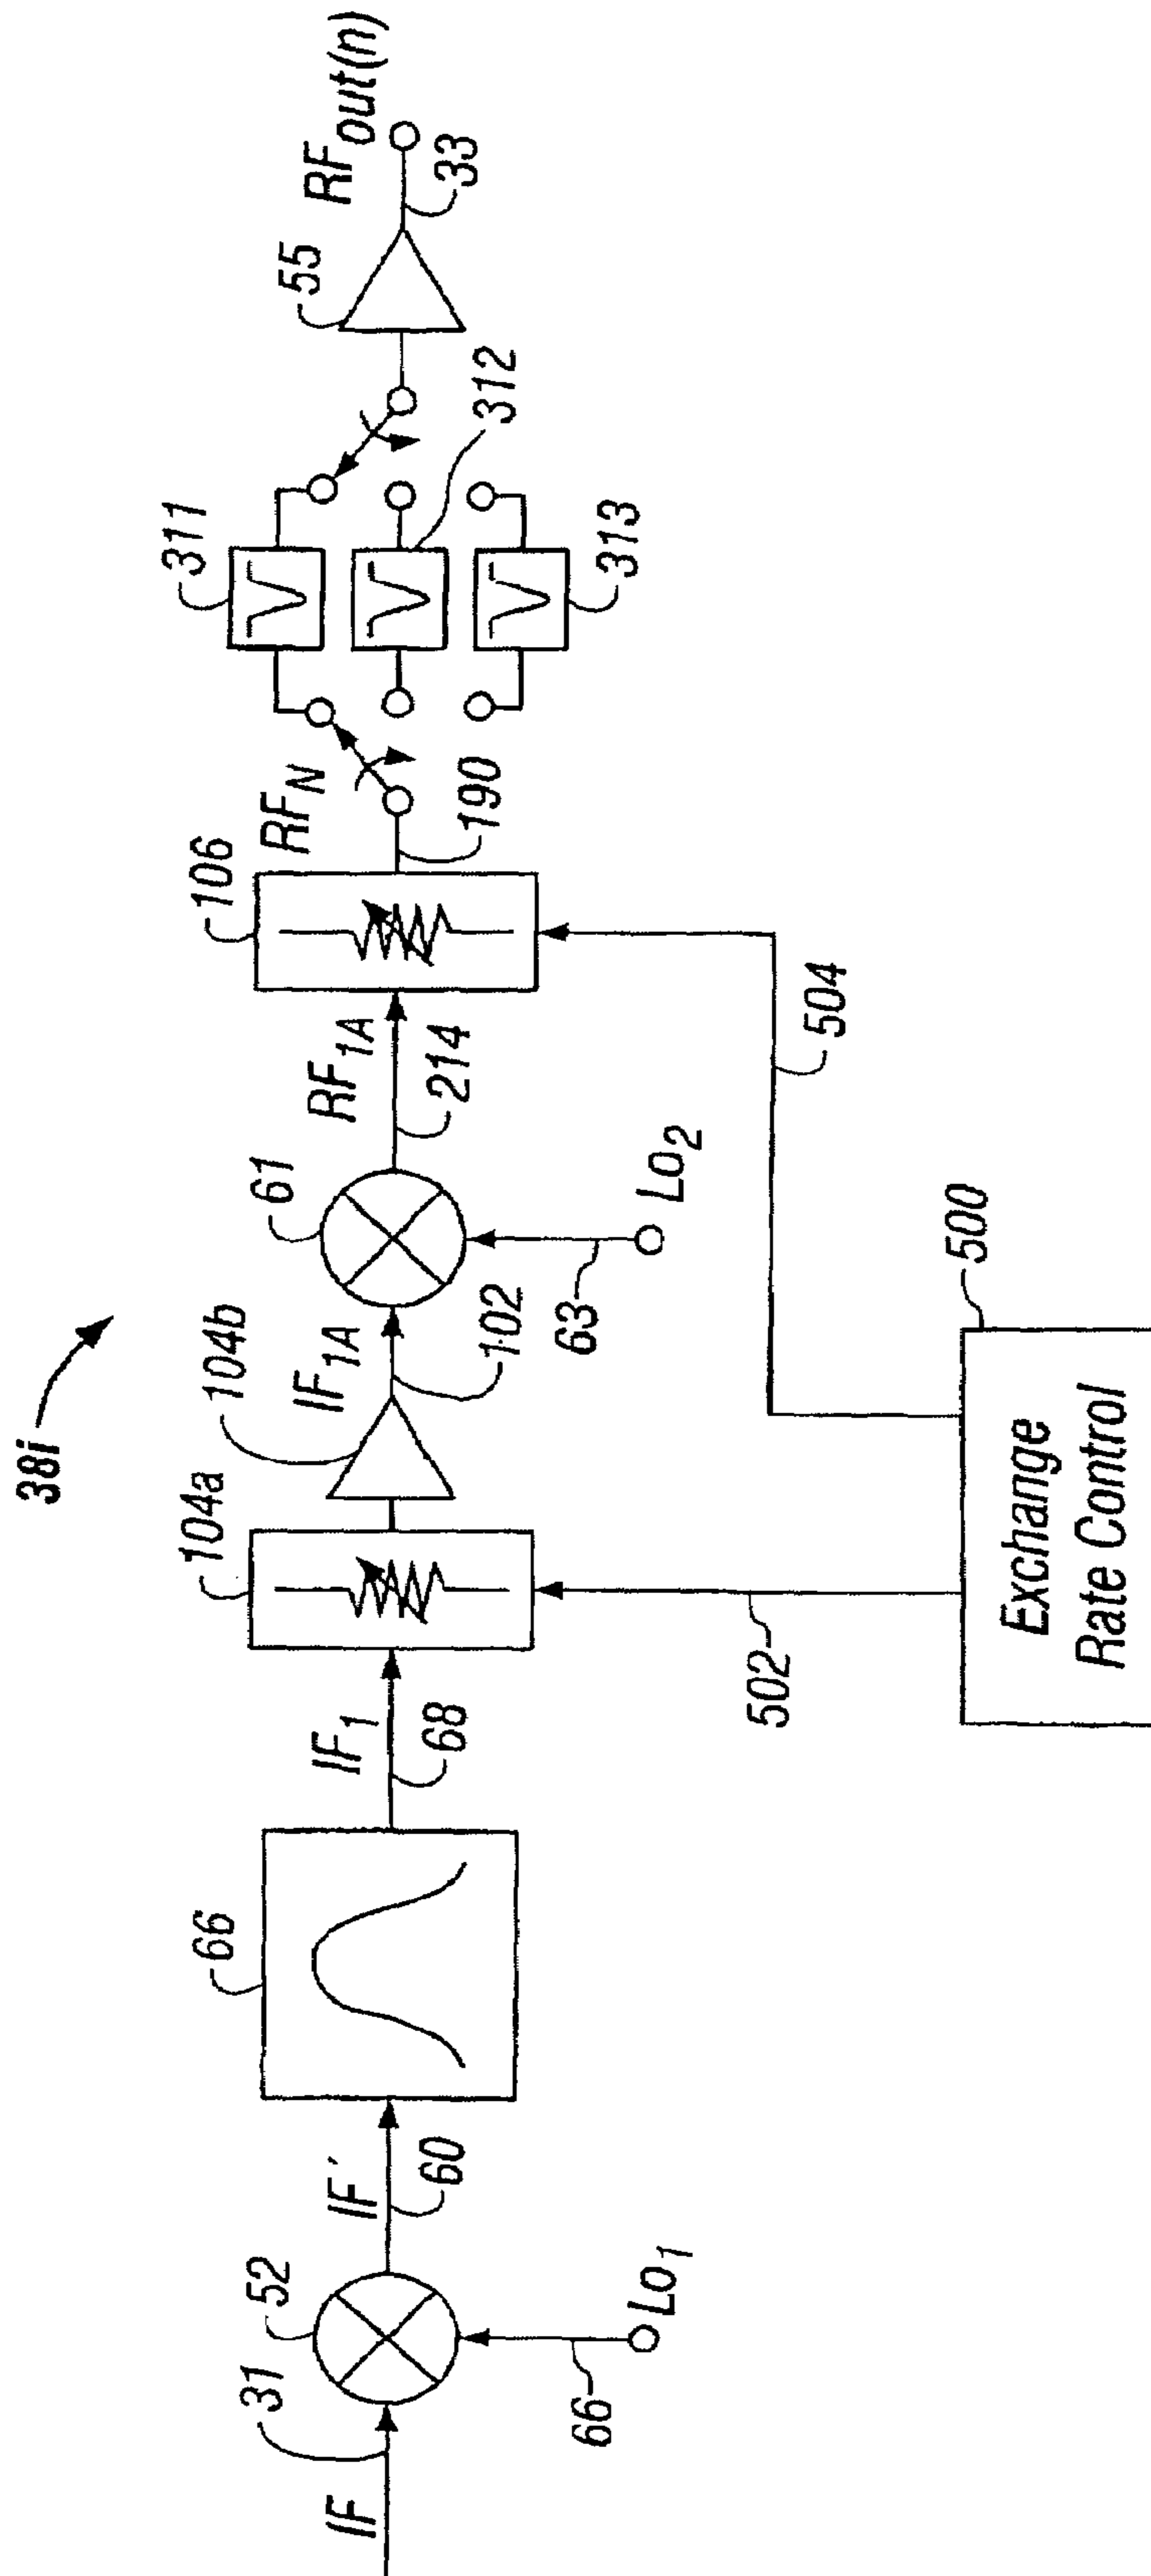 38i
IF
31
52
66
Lo1
IF´
60
66
IF1
68
104a
104b
IF1A
102
61
63
Lo2
RF1A
214
106
RFN
190
311
312
313
55
RFout(n)
33
502
504
500
Exchange
Rate Control